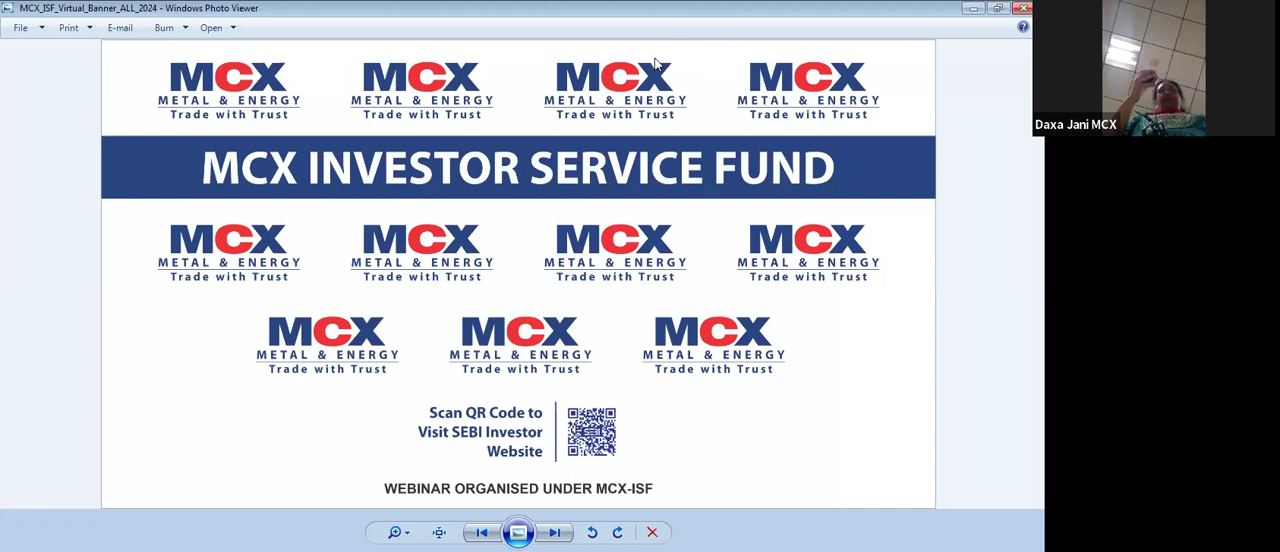 MCX_ISF_Virtual_Banner_ALL_2024 - Windows Photo Viewer
File Print E-mail Burn Open
MCX MCX MCX MCX
METAL & ENERGY METAL & ENERGY METAL & ENERGY METAL & ENERGY
Trade with Trust Trade with Trust Trade with Trust Trade with Trust
Daxa Jani MCX
MCX INVESTOR SERVICE FUND
MCX MCX MCX MCX
METAL & ENERGY METAL & ENERGY METAL & ENERGY METAL & ENERGY
Trade with Trust Trade with Trust Trade with Trust Trade with Trust
MCX MCX MCX
METAL & ENERGY METAL & ENERGY METAL & ENERGY
Trade with Trust Trade with Trust Trade with Trust
Scan QR Code to
Visit SEBI Investor
Website
WEBINAR ORGANISED UNDER MCX-ISF